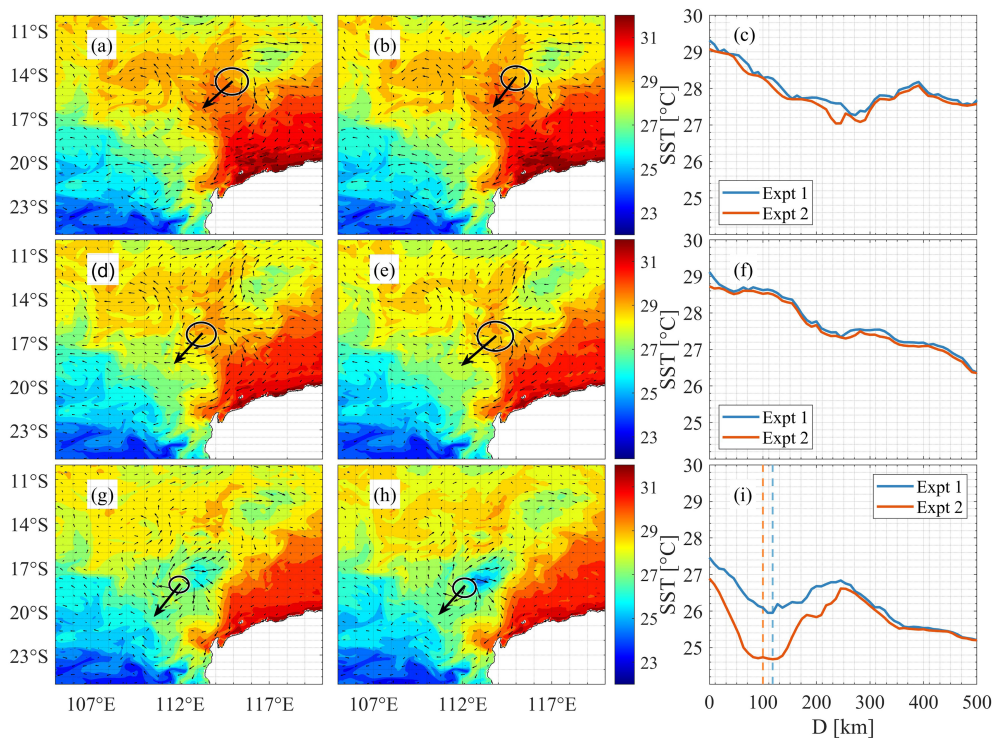 11°S
14°S
17°S
20°S
23°S
(a)
(b)
31
29
27
25
23
SST [°C]
30
29
28
27
26
25
(c)
Expt 1
Expt 2
11°S
14°S
17°S
20°S
23°S
(d)
(e)
31
29
27
25
23
SST [°C]
30
29
28
27
26
25
(f)
Expt 1
Expt 2
11°S
14°S
17°S
20°S
23°S
(g)
(h)
31
29
27
25
23
SST [°C]
30
29
28
27
26
25
(i)
Expt 1
Expt 2
107°E 112°E 117°E
107°E 112°E 117°E
0 100 200 300 400 500
D [km]